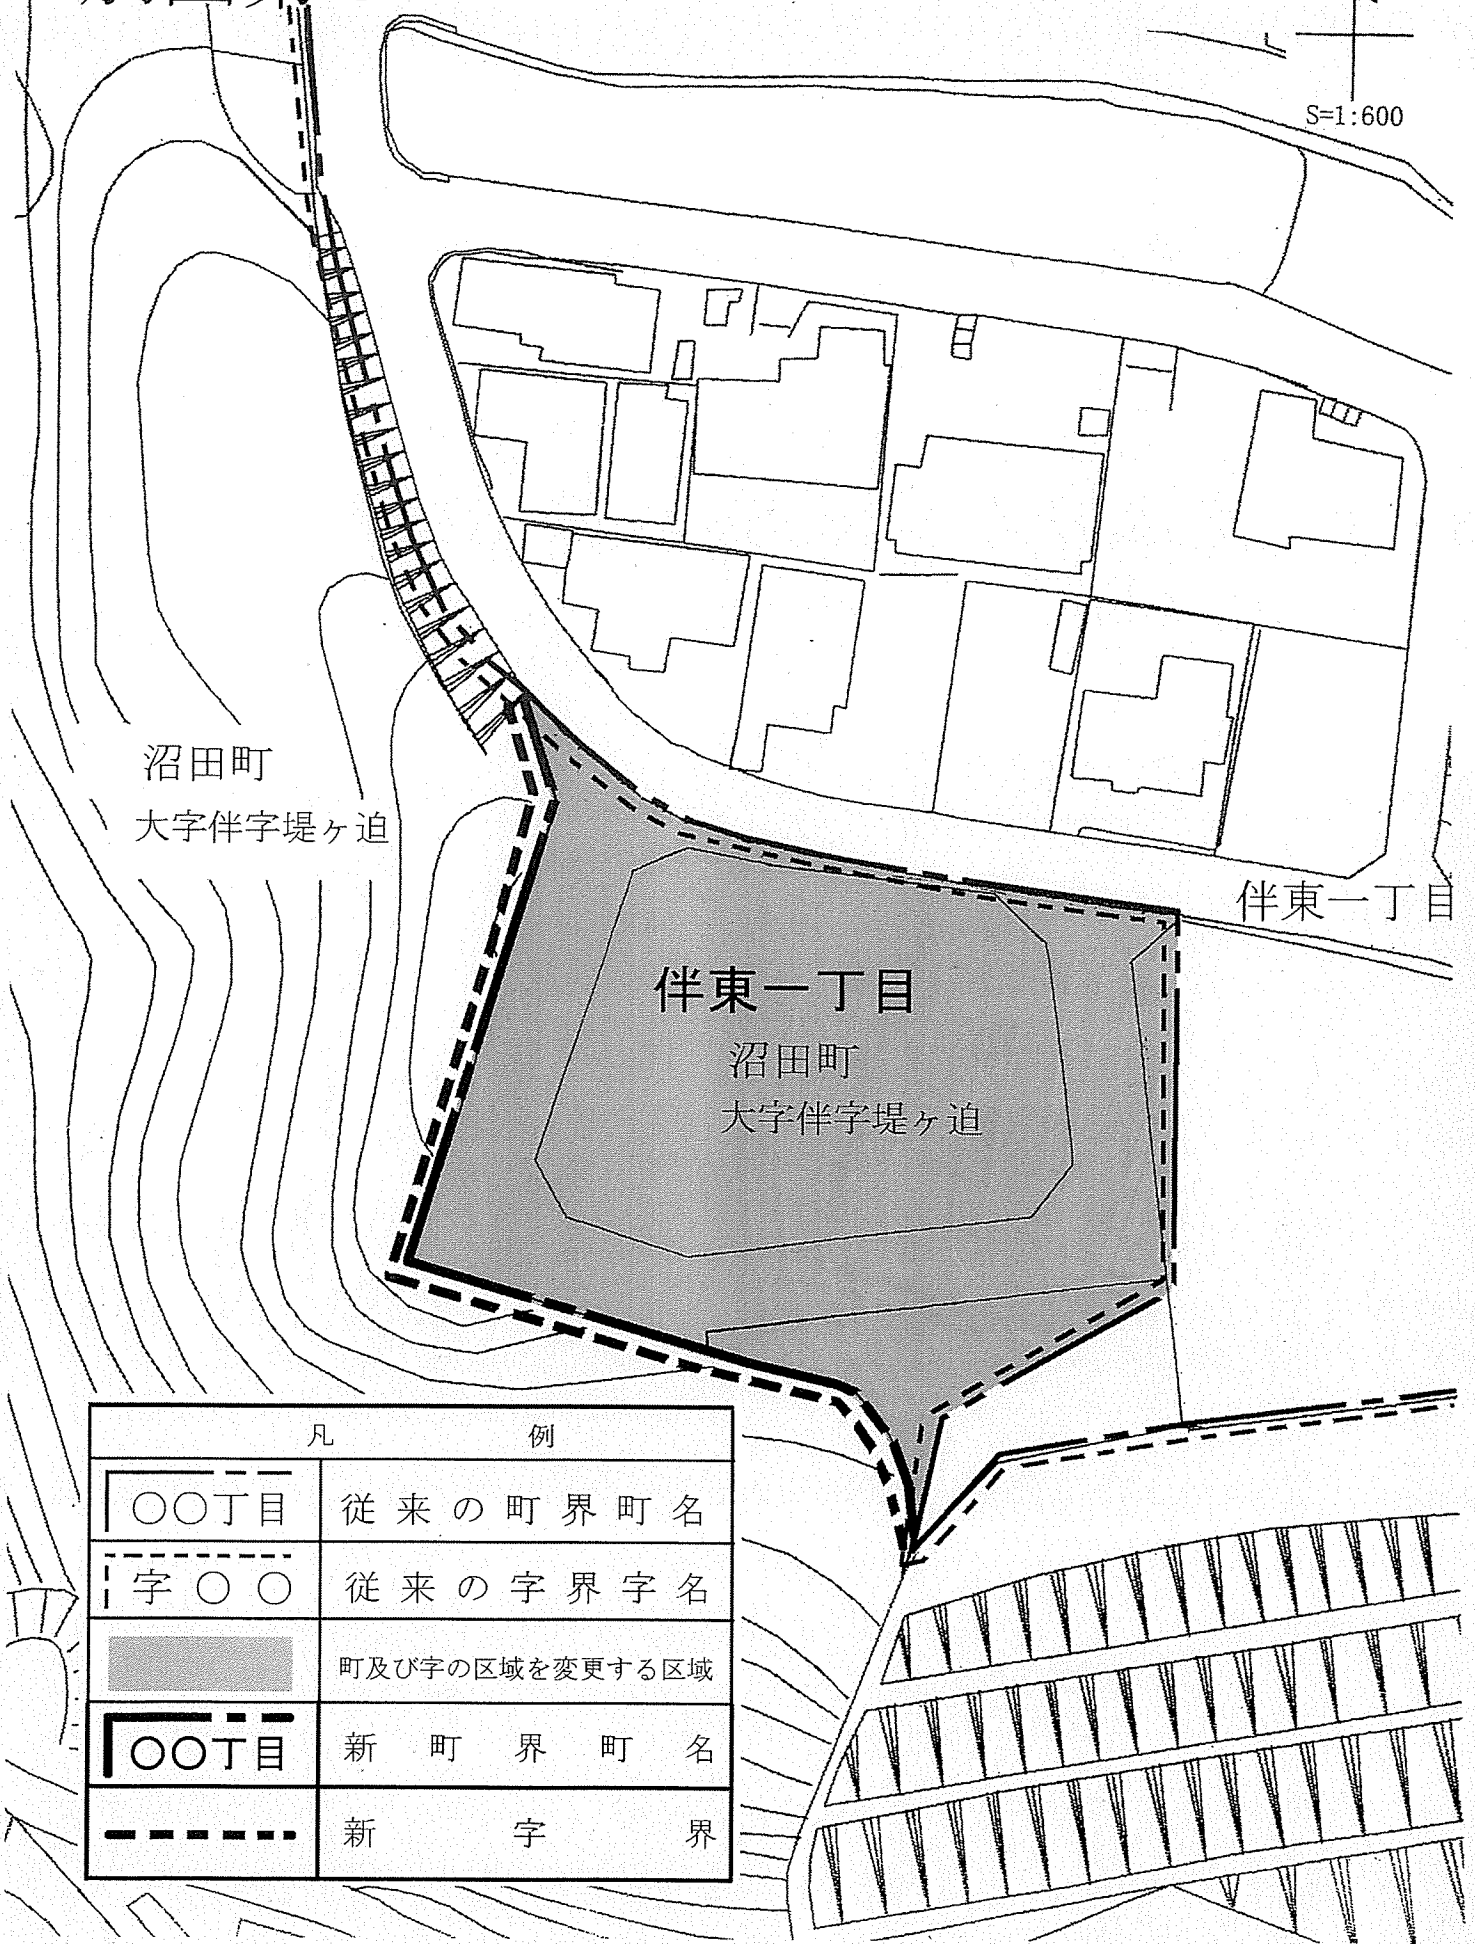 S=1:600
沼田町
大字伴字堤ヶ迫
伴東一丁目
伴東一丁目
沼田町
大字伴字堤ヶ迫
凡 例
〇〇丁目 従来の町界町名
字〇〇 従来の字界字名
町及び字の区域を変更する区域
〇〇丁目 新町界町名
新字界